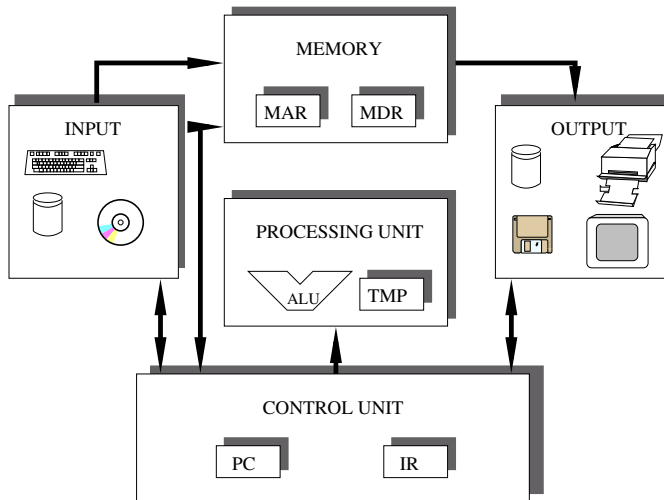 MEMORY
MAR
MDR
INPUT
OUTPUT
PROCESSING UNIT
ALU
TMP
CONTROL UNIT
PC
IR